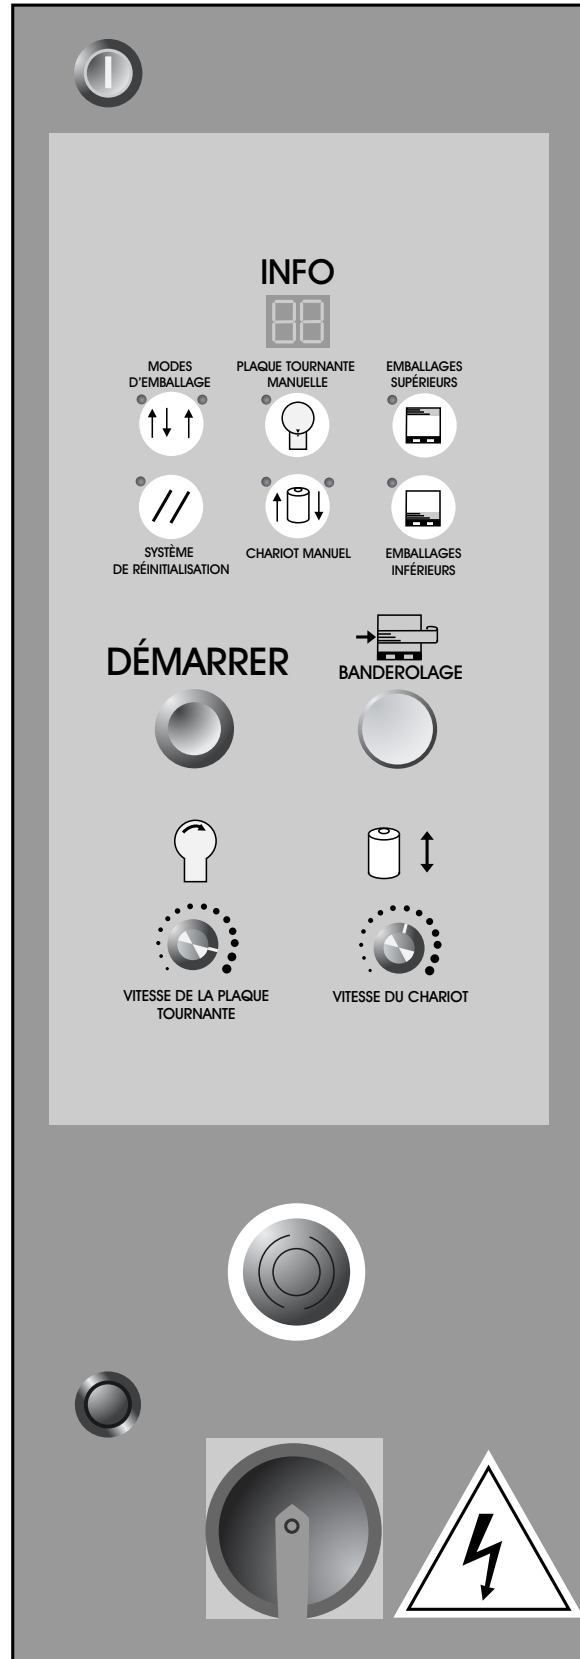 INFO
88
MODES
D'EMBALLAGE
PLAQUE TOURNANTE
MANUELLE
EMBALLAGES
SUPÉRIEURS
SYSTÈME
DE RÉINITIALISATION
CHARIOT MANUEL
EMBALLAGES
INFÉRIEURS
DÉMARRER
BANDEROLAGE
VITESSE DE LA PLAQUE
TOURNANTE
VITESSE DU CHARIOT